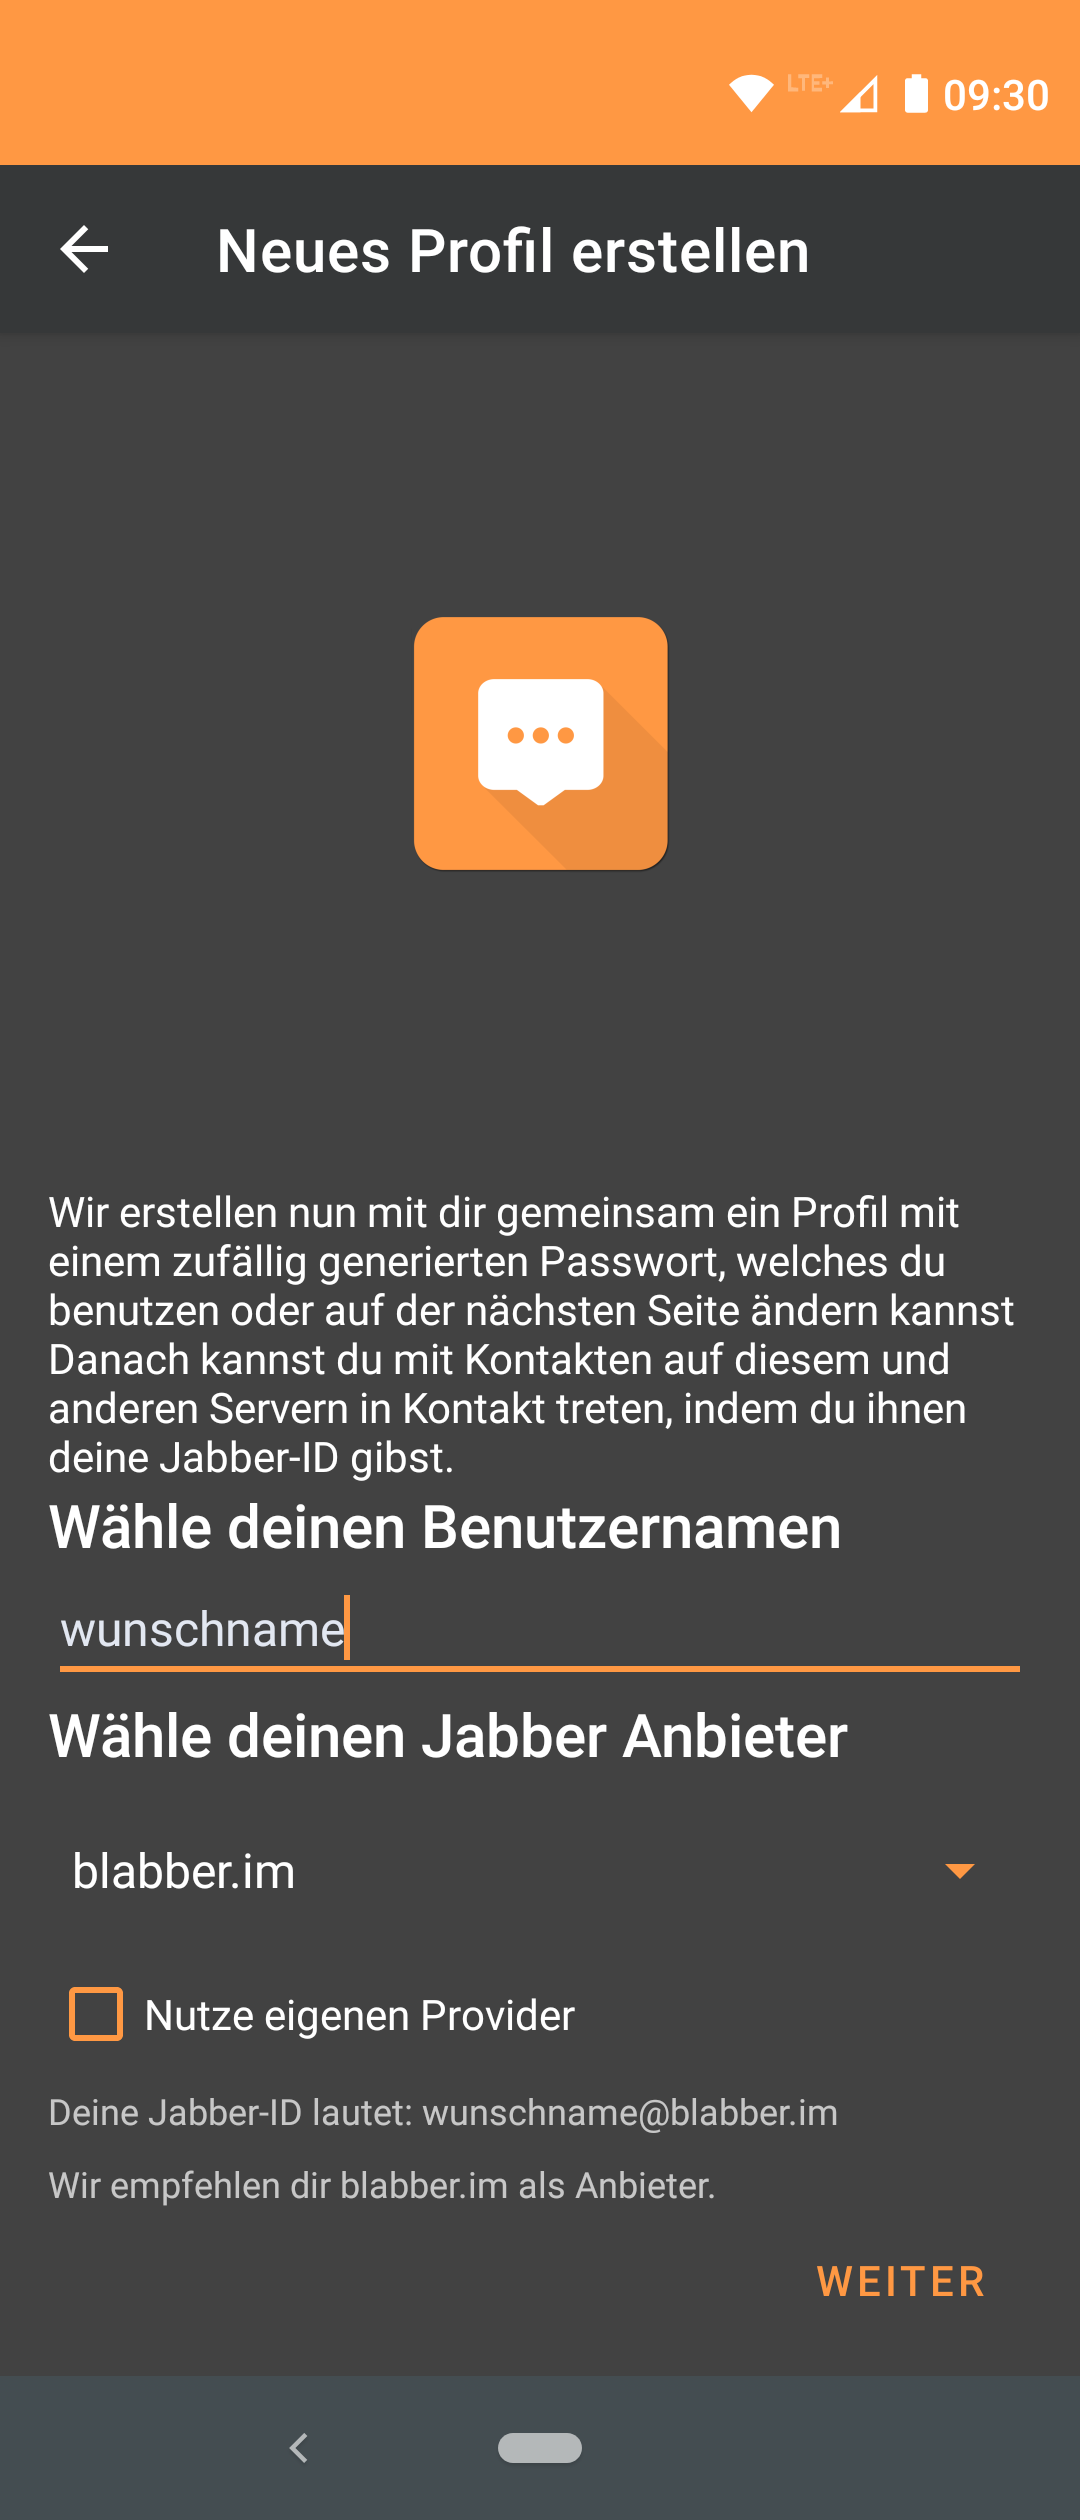 LTE+ 09:30
Neues Profil erstellen
Wir erstellen nun mit dir gemeinsam ein Profil mit
einem zufällig generierten Passwort, welches du
benutzen oder auf der nächsten Seite ändern kannst
Danach kannst du mit Kontakten auf diesem und
anderen Servern in Kontakt treten, indem du ihnen
deine Jabber-ID gibst.
Wähle deinen Benutzernamen
wunschname
Wähle deinen Jabber Anbieter
blabber.im
Nutze eigenen Provider
Deine Jabber-ID lautet: wunschname@blabber.im
Wir empfehlen dir blabber.im als Anbieter.
WEITER